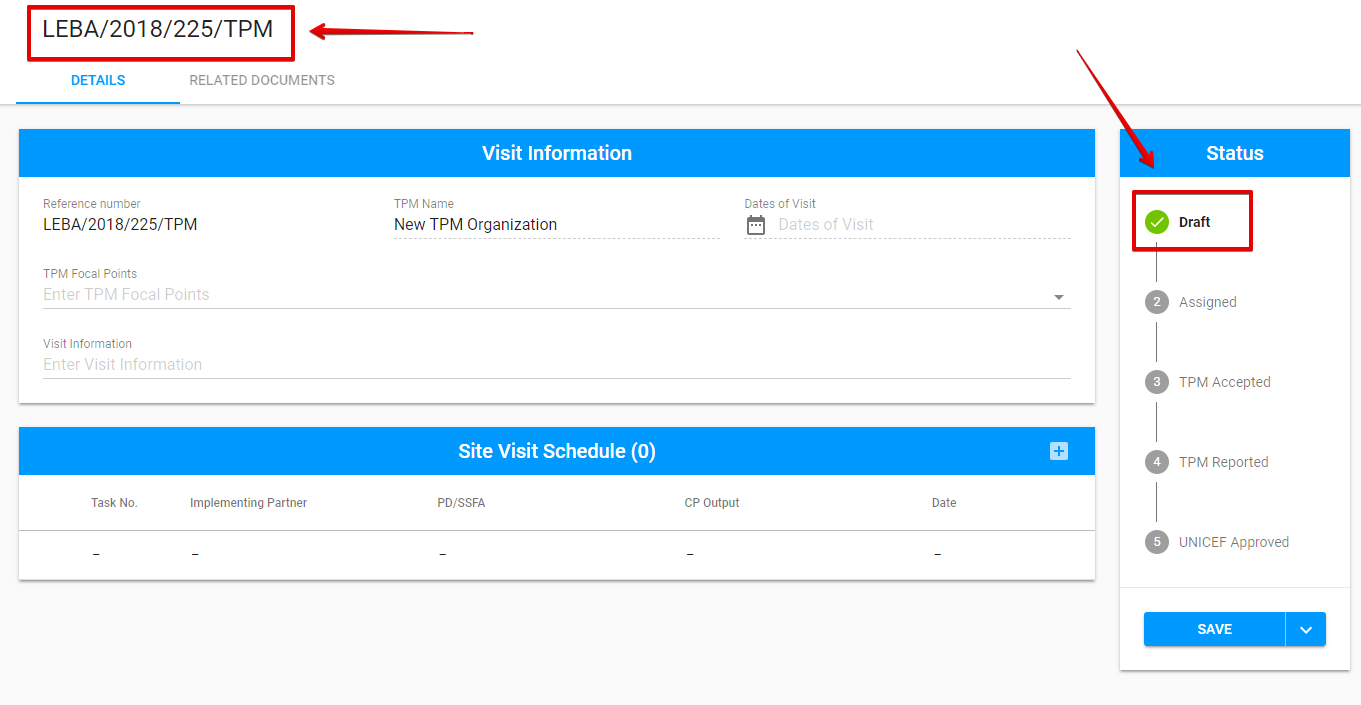 LEBA/2018/225/TPM
DETAILS RELATED DOCUMENTS
Visit Information
Reference number TPM Name Dates of Visit
LEBA/2018/225/TPM New TPM Organization Dates of Visit
TPM Focal Points
Enter TPM Focal Points
Visit Information
Enter Visit Information
Site Visit Schedule (0)
Task No. Implementing Partner PD/SSFA CP Output Date
– – – – –
Status
Draft
2 Assigned
3 TPM Accepted
4 TPM Reported
5 UNICEF Approved
SAVE